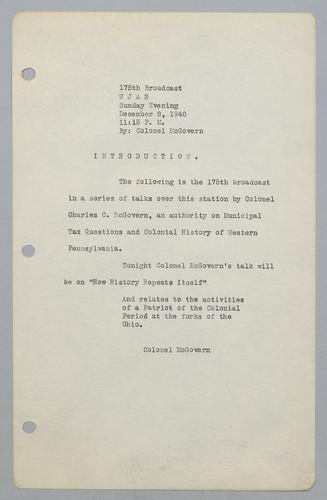 175th Broadcast
W J A S
Sunday Evening
December 8, 1940
11:15 P. M.
By: Colonel McGovern
I N T R O D U C T I O N .
The following is the 175th broadcast
in a series of talks over this station by Colonel
Charles C. McGovern, an authority on Municipal
Tax Questions and Colonial History of Western
Pennsylvania.
Tonight Colonel McGovern's talk will
be on "How History Repeats Itself"
And relates to the activities
of a Patriot of the Colonial
Period at the forks of the
Ohio.
Colonel McGovern